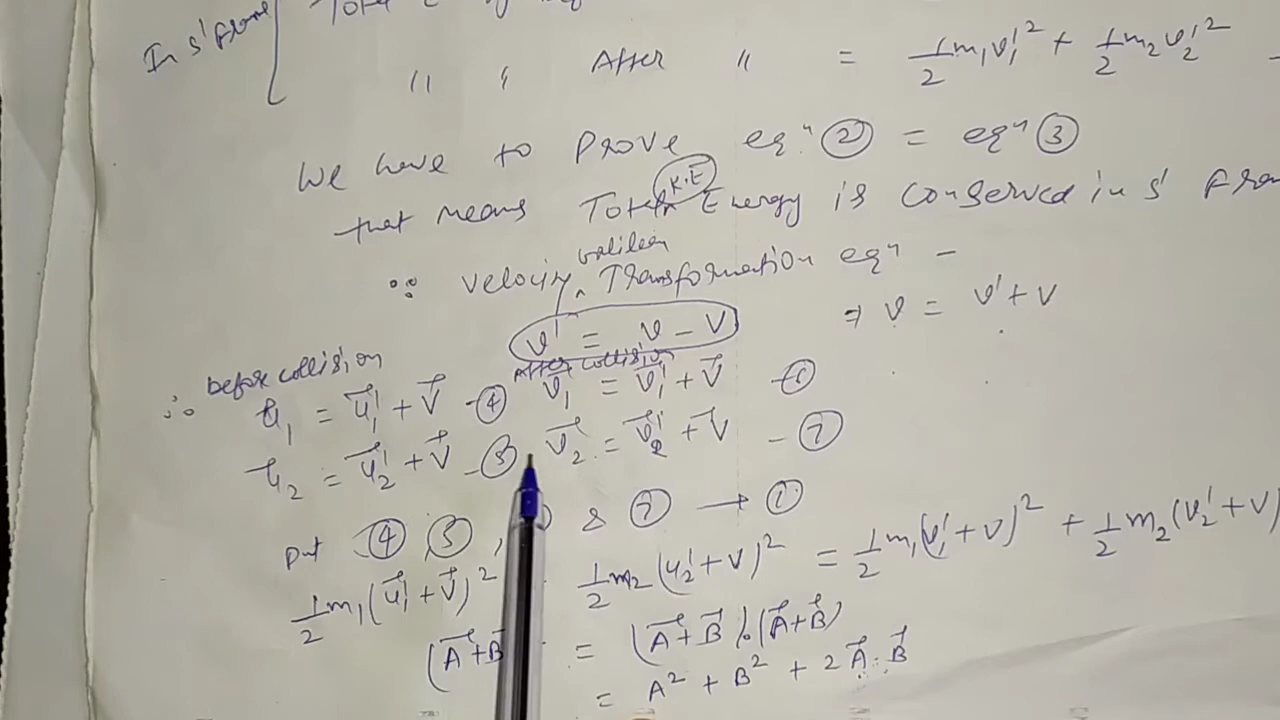 In S' Frame
" " After " = 1/2 m₁v₁'² + 1/2 m₂v₂'² -
We have to Prove eqⁿ ② = eqⁿ ③
that means Total K.E Energy is Conserved in S'
∴ Velocity Galilean Transformation eqⁿ -
v' = v - V ⇒ v = v' + V
∴ before collision After collision
u₁ = u₁' + V - ④ v₁ = v₁' + V - ⑥
u₂ = u₂' + V - ⑤ v₂ = v₂' + V - ⑦
Put ④ ⑤, & ⑦ → ①
1/2 m₁(u₁' + V)² 1/2 m₂(u₂' + V)² = 1/2 m₁(v₁' + V)² + 1/2 m₂(v₂' + V)
(A + B = (A + B).(A + B)
= A² + B² + 2 A . B